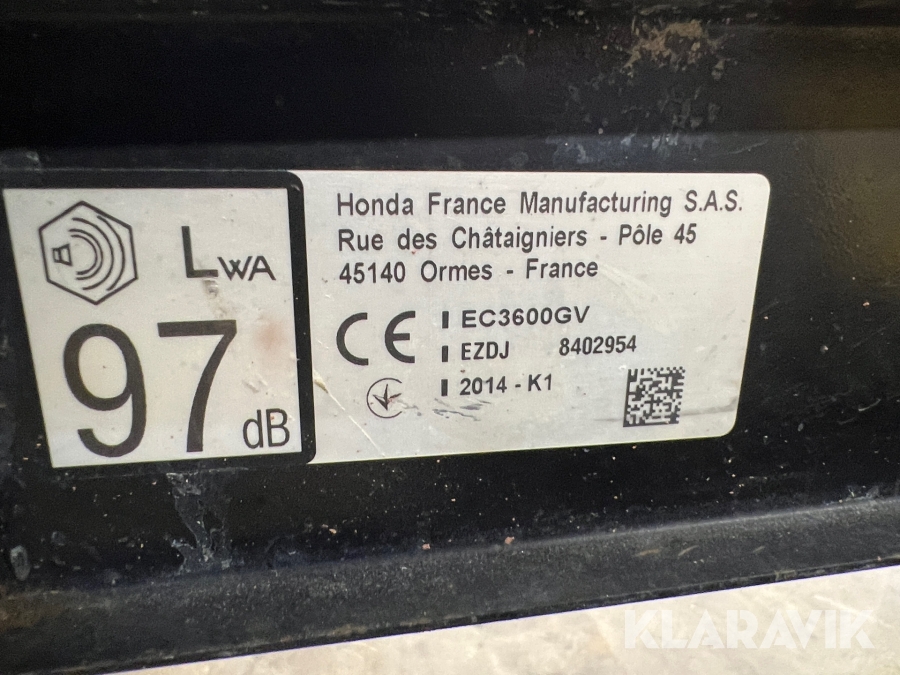 LWA
97 dB
Honda France Manufacturing S.A.S.
Rue des Châtaigniers - Pôle 45
45140 Ormes - France
CE
EC3600GV
EZDJ 8402954
2014 - K1
KLARAVIK